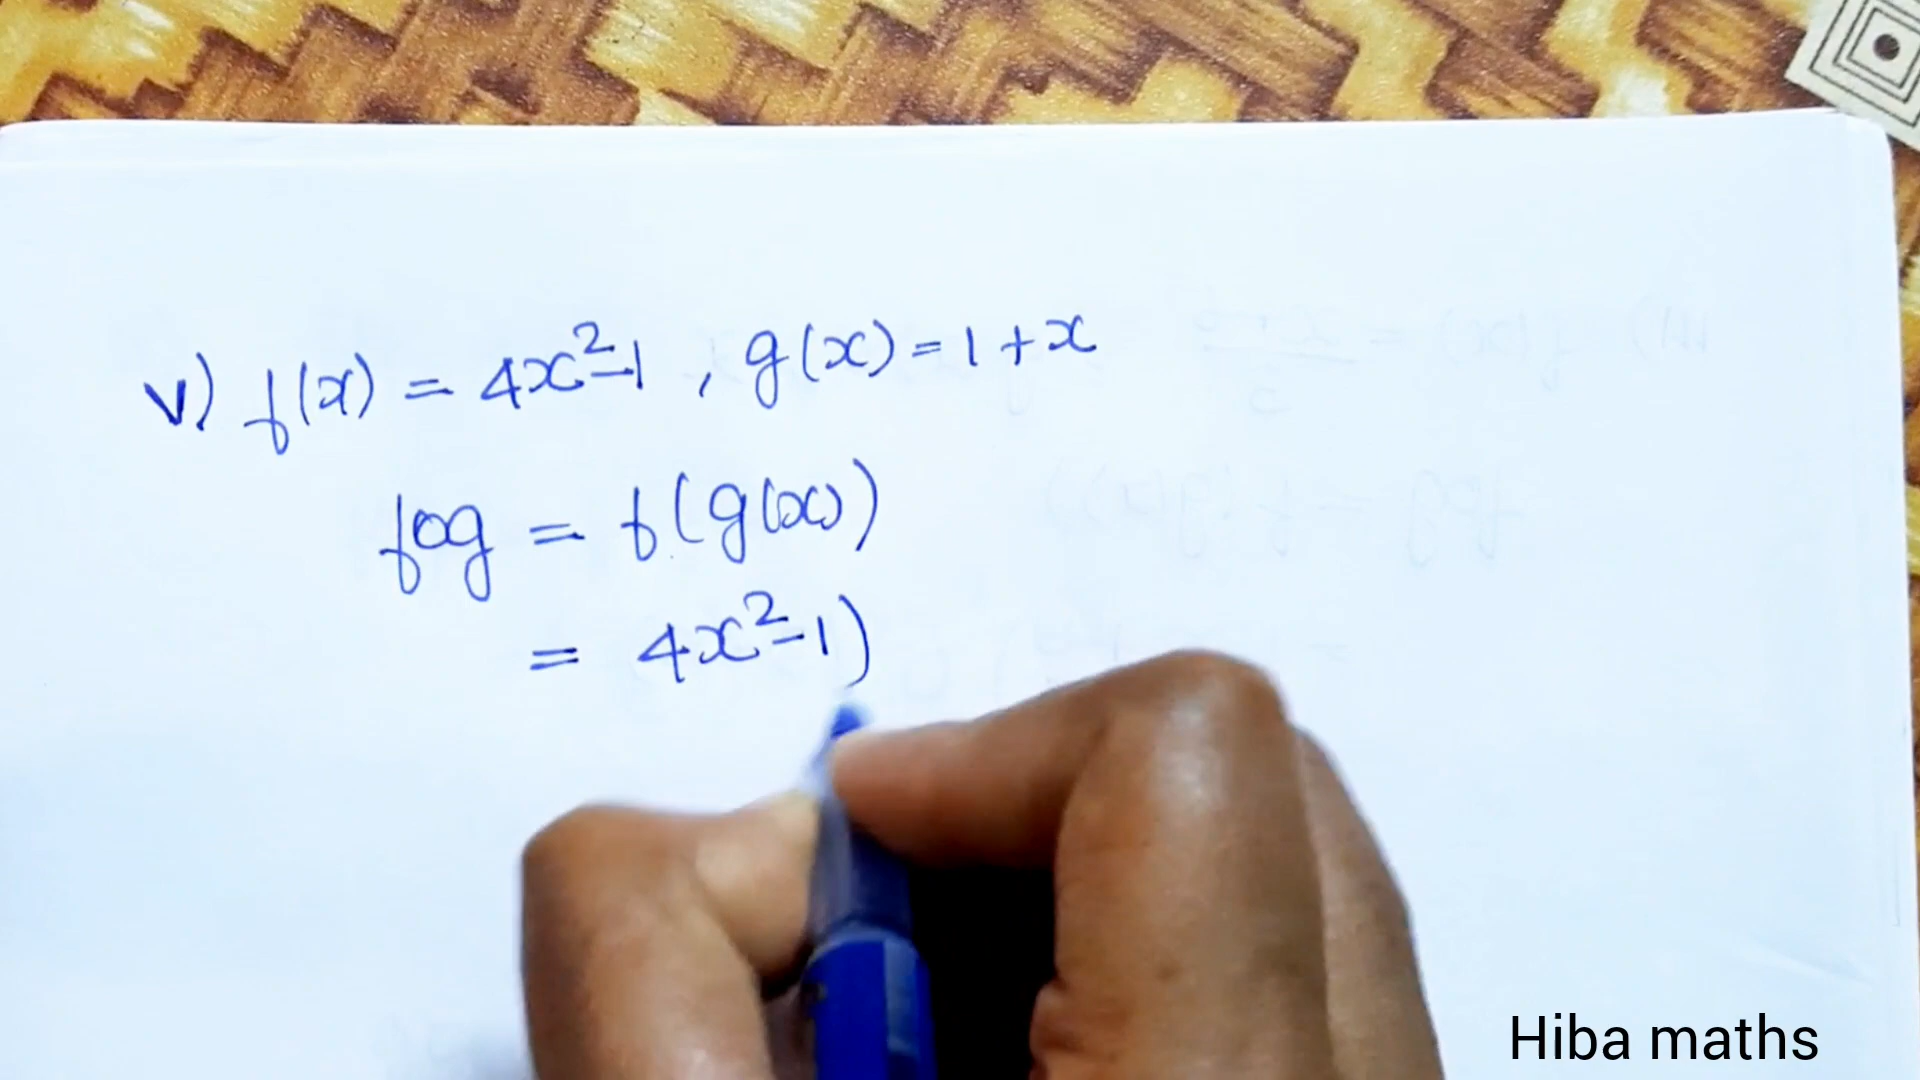 v) f(x) = 4x²-1 , g(x) = 1 + x
fog = f(g(x))
= 4x²-1)
Hiba maths